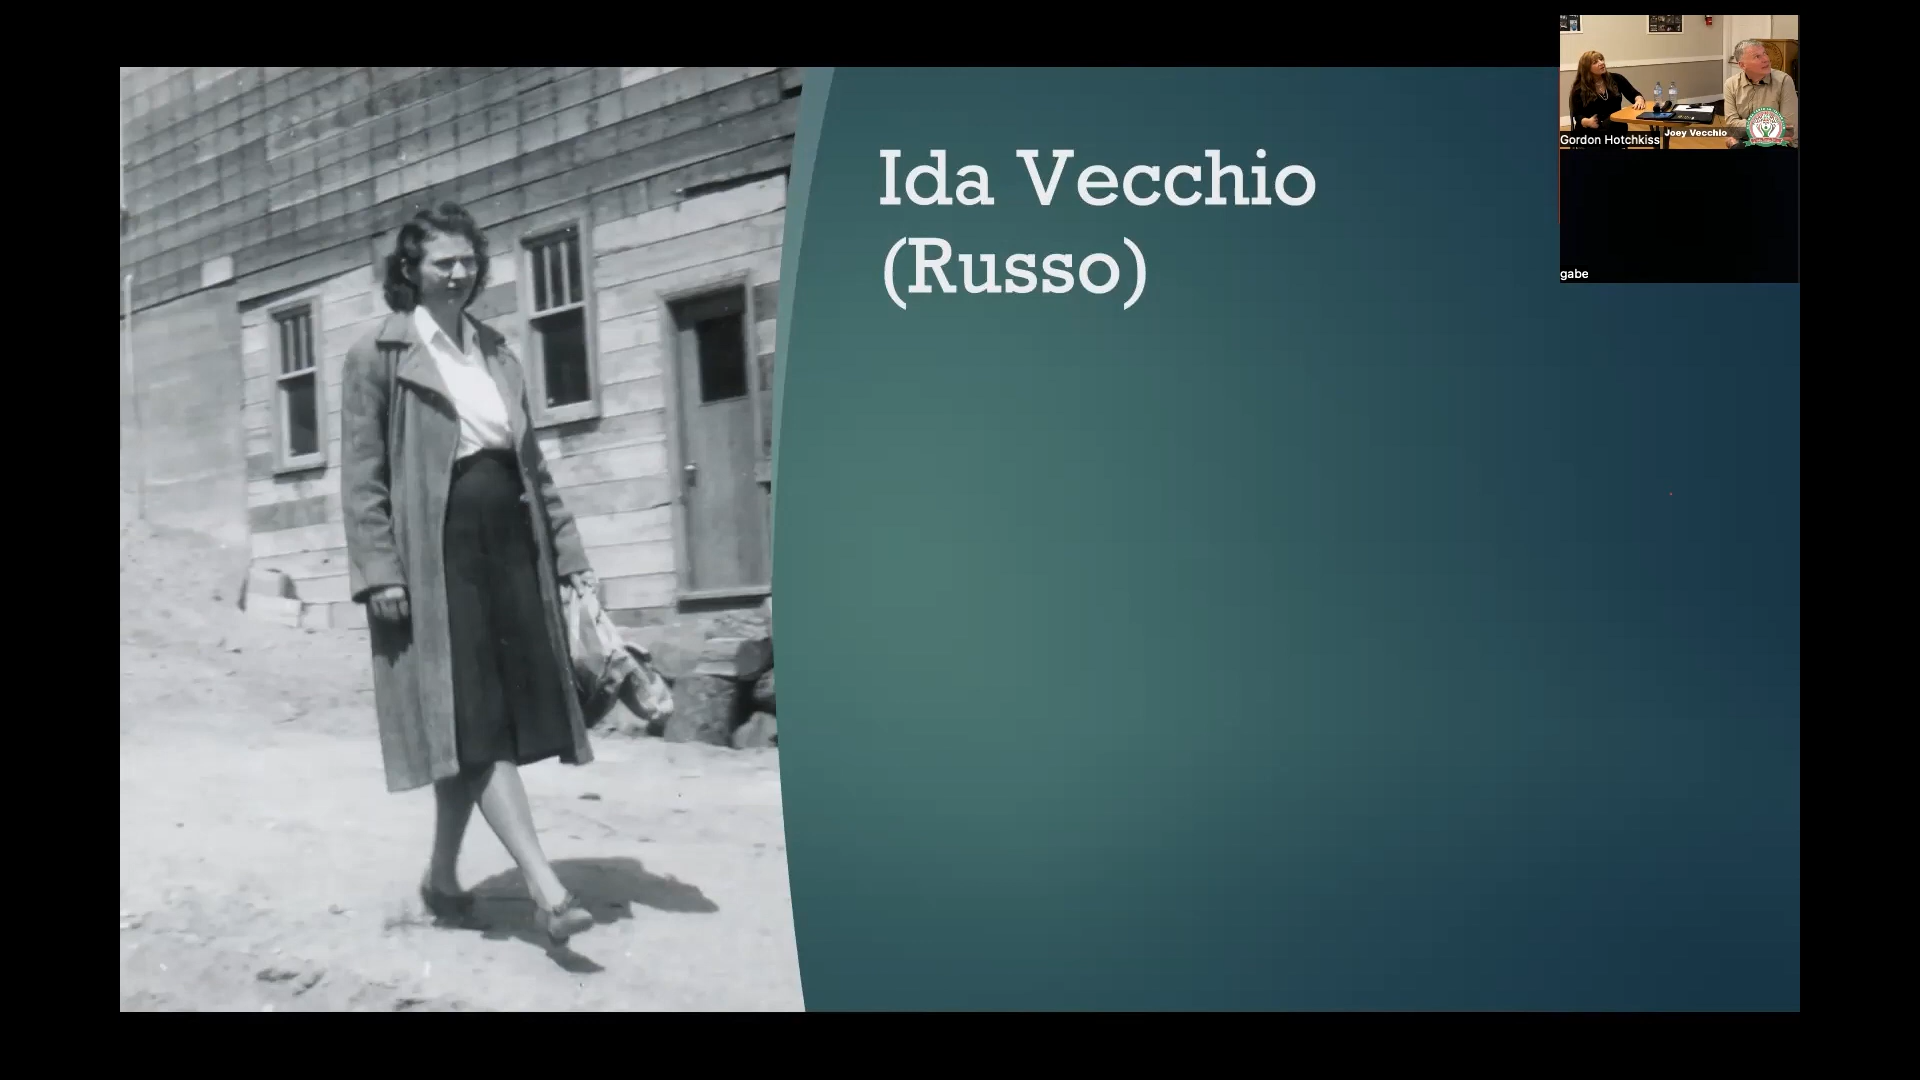 Ida Vecchio
(Russo)
Gordon Hotchkiss
Joey Vecchio
gabe